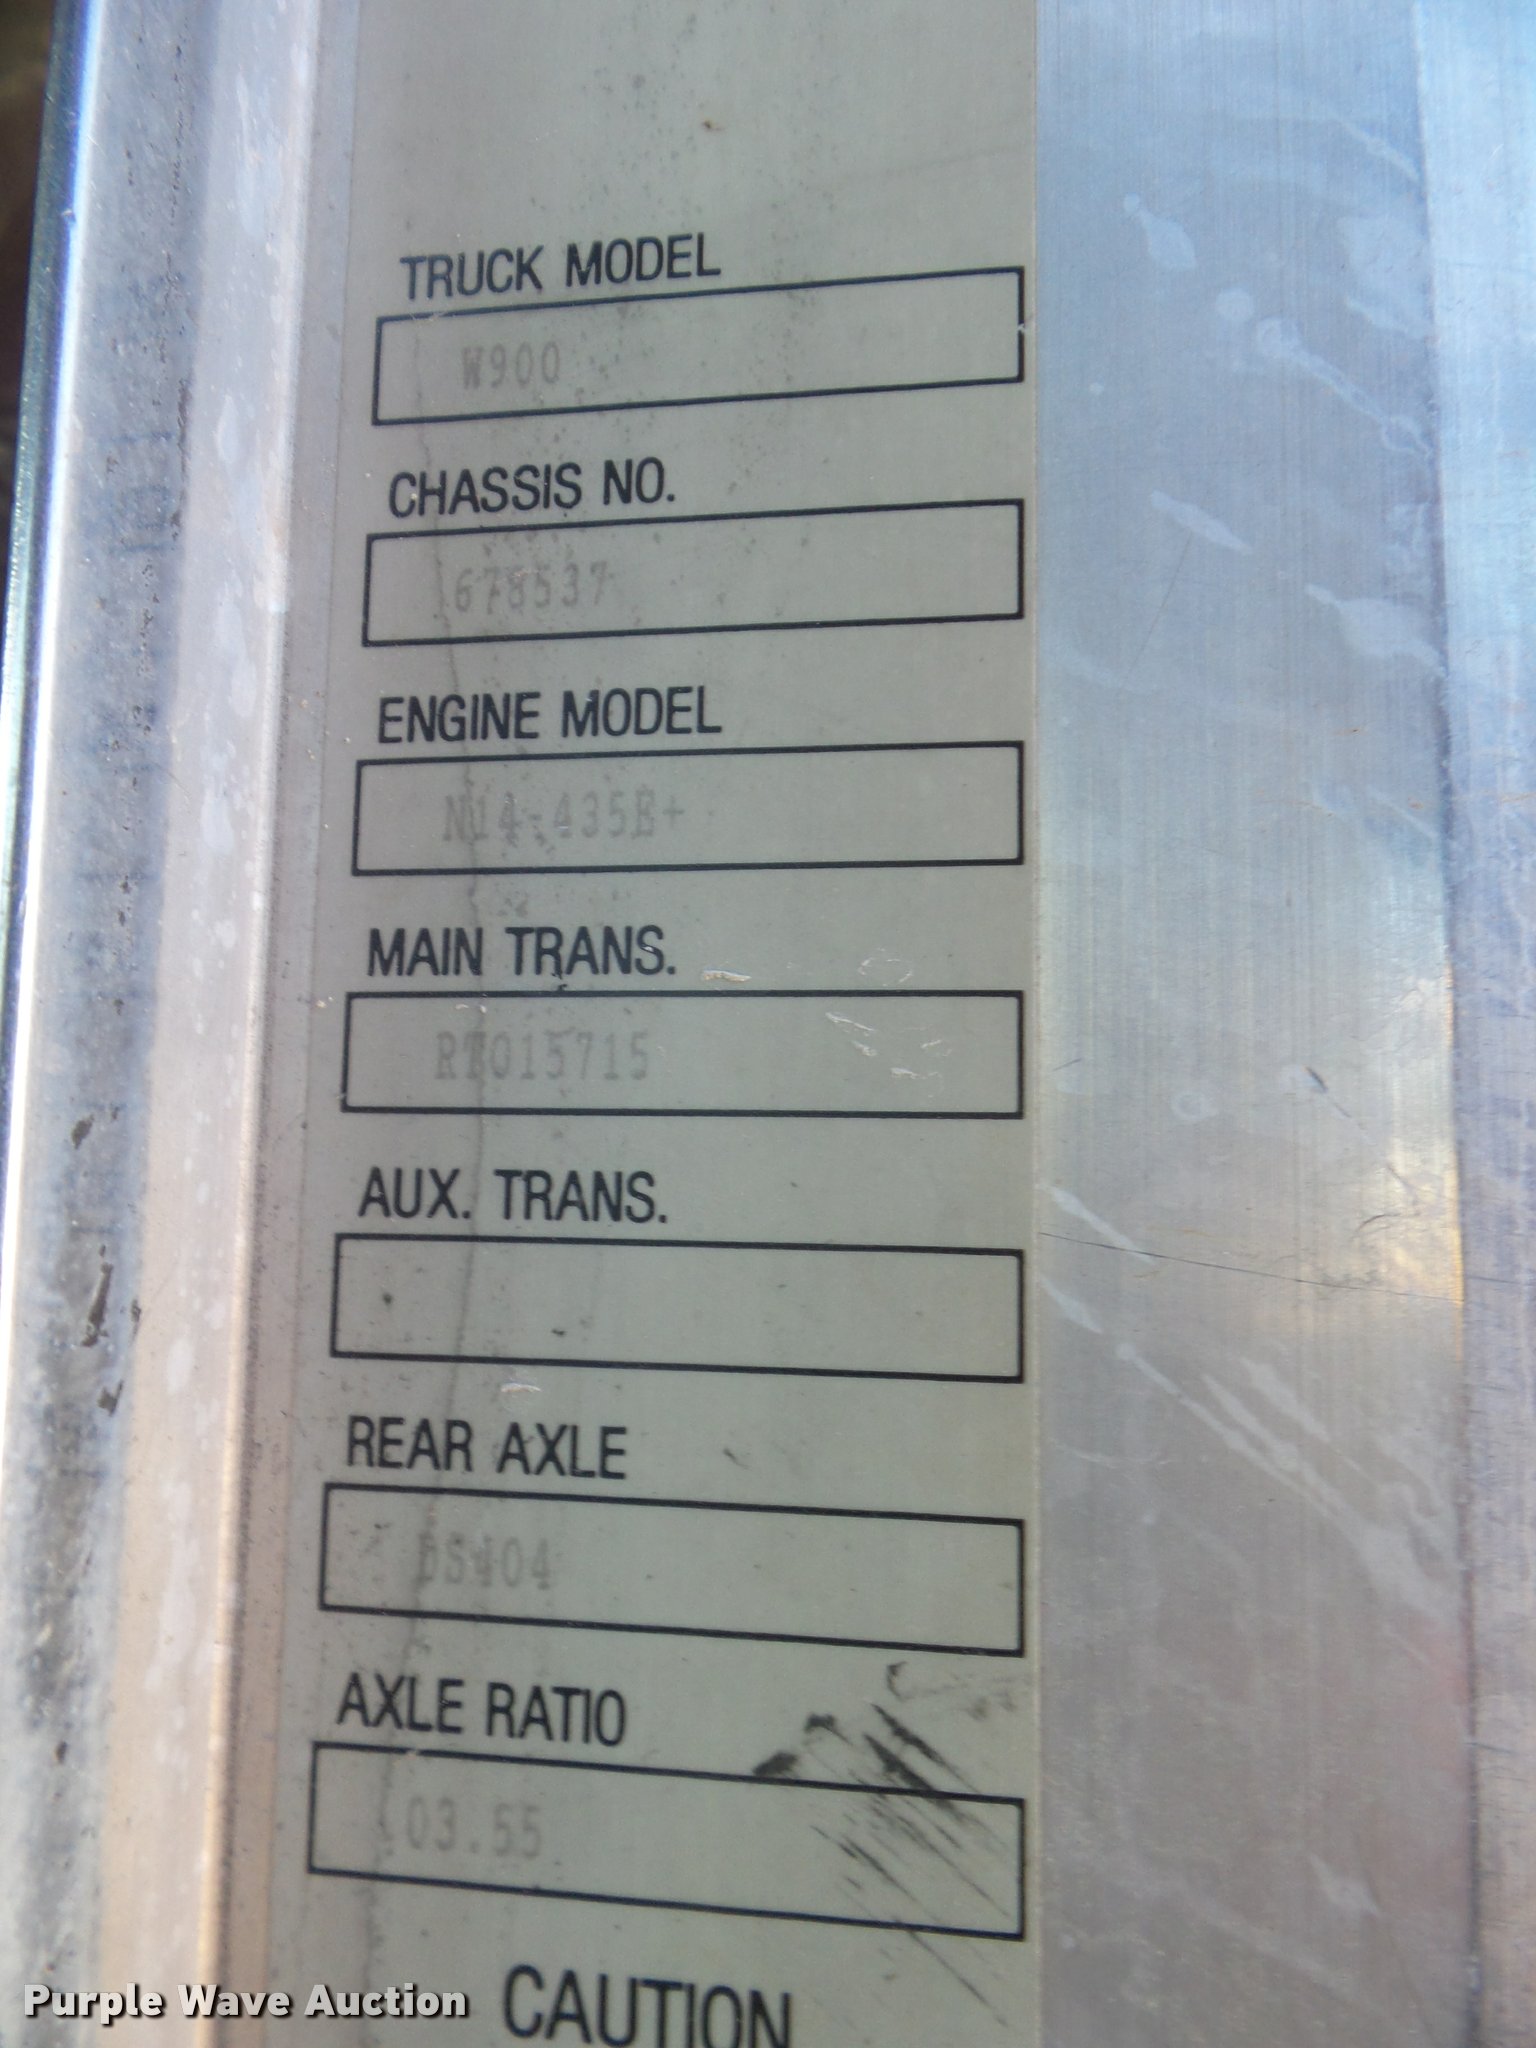 TRUCK MODEL
W900
CHASSIS NO.
678537
ENGINE MODEL
N14-435E+
MAIN TRANS.
RTO15715
AUX. TRANS.
REAR AXLE
DS404
AXLE RATIO
03.55
CAUTION
Purple Wave Auction